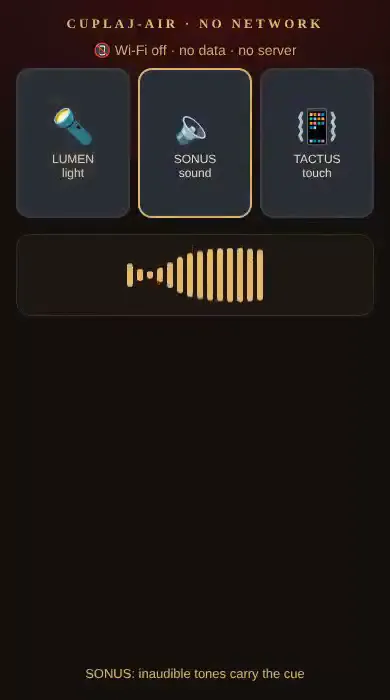 CUPLAJ-AIR · NO NETWORK
Wi-Fi off · no data · no server
LUMEN
light
SONUS
sound
TACTUS
touch
SONUS: inaudible tones carry the cue